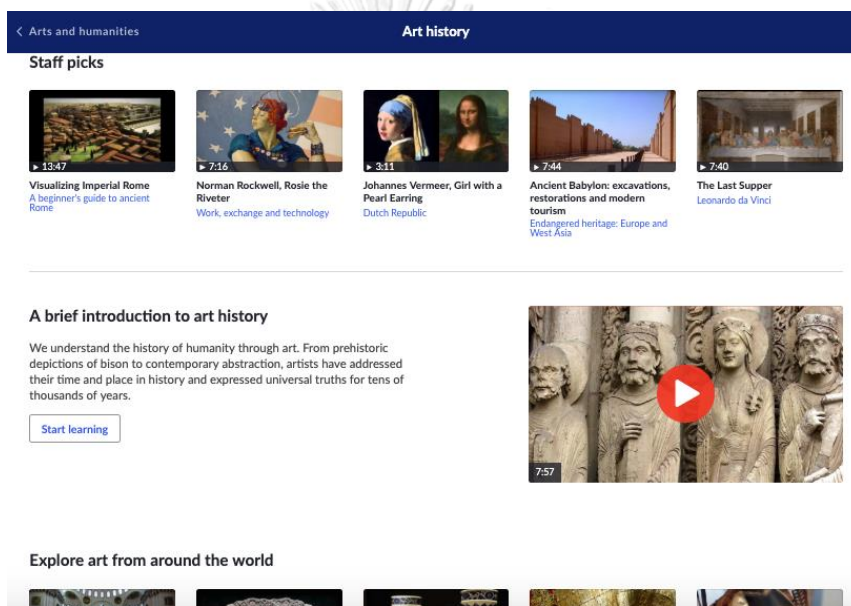 Arts and humanities
Art history
Staff picks
13:47
7:16
3:11
7:44
7:40
Visualizing Imperial Rome
A beginner's guide to ancient
Rome
Norman Rockwell, Rosie the
Riveter
Work, exchange and technology
Johannes Vermeer, Girl with a
Pearl Earring
Dutch Republic
Ancient Babylon: excavations,
restorations and modern
tourism
Endangered heritage: Europe and
West Asia
The Last Supper
Leonardo da Vinci
A brief introduction to art history
We understand the history of humanity through art. From prehistoric
depictions of bison to contemporary abstraction, artists have addressed
their time and place in history and expressed universal truths for tens of
thousands of years.
Start learning
7:57
Explore art from around the world